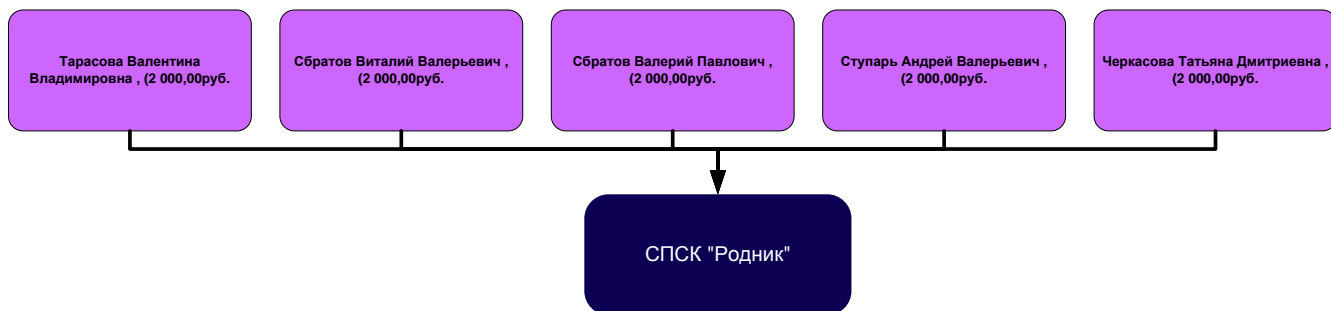 Тарасова Валентина
Владимировна , (2 000,00руб.
Сбратов Виталий Валерьевич ,
(2 000,00руб.
Сбратов Валерий Павлович ,
(2 000,00руб.
Ступарь Андрей Валерьевич ,
(2 000,00руб.
Черкасова Татьяна Дмитриевна ,
(2 000,00руб.
СПСК "Родник"